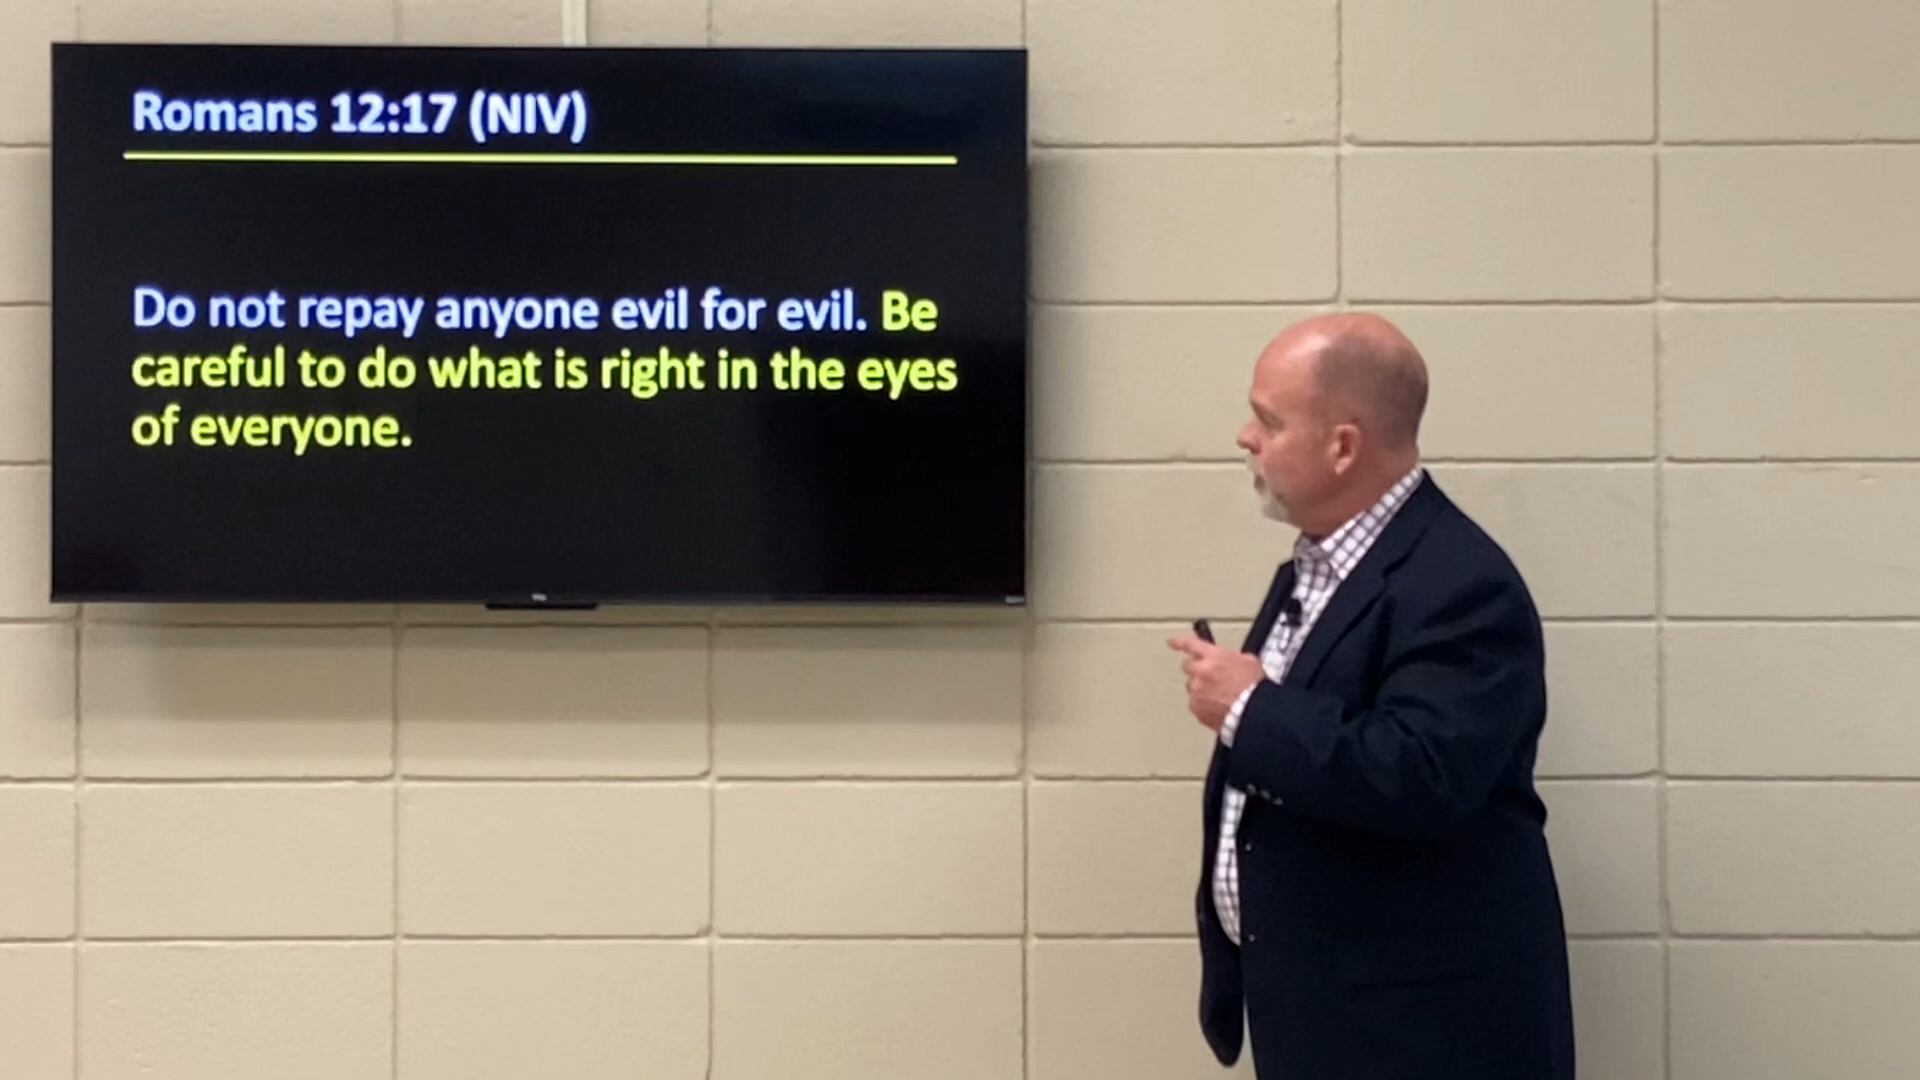 Romans 12:17 (NIV)
Do not repay anyone evil for evil. Be
careful to do what is right in the eyes
of everyone.